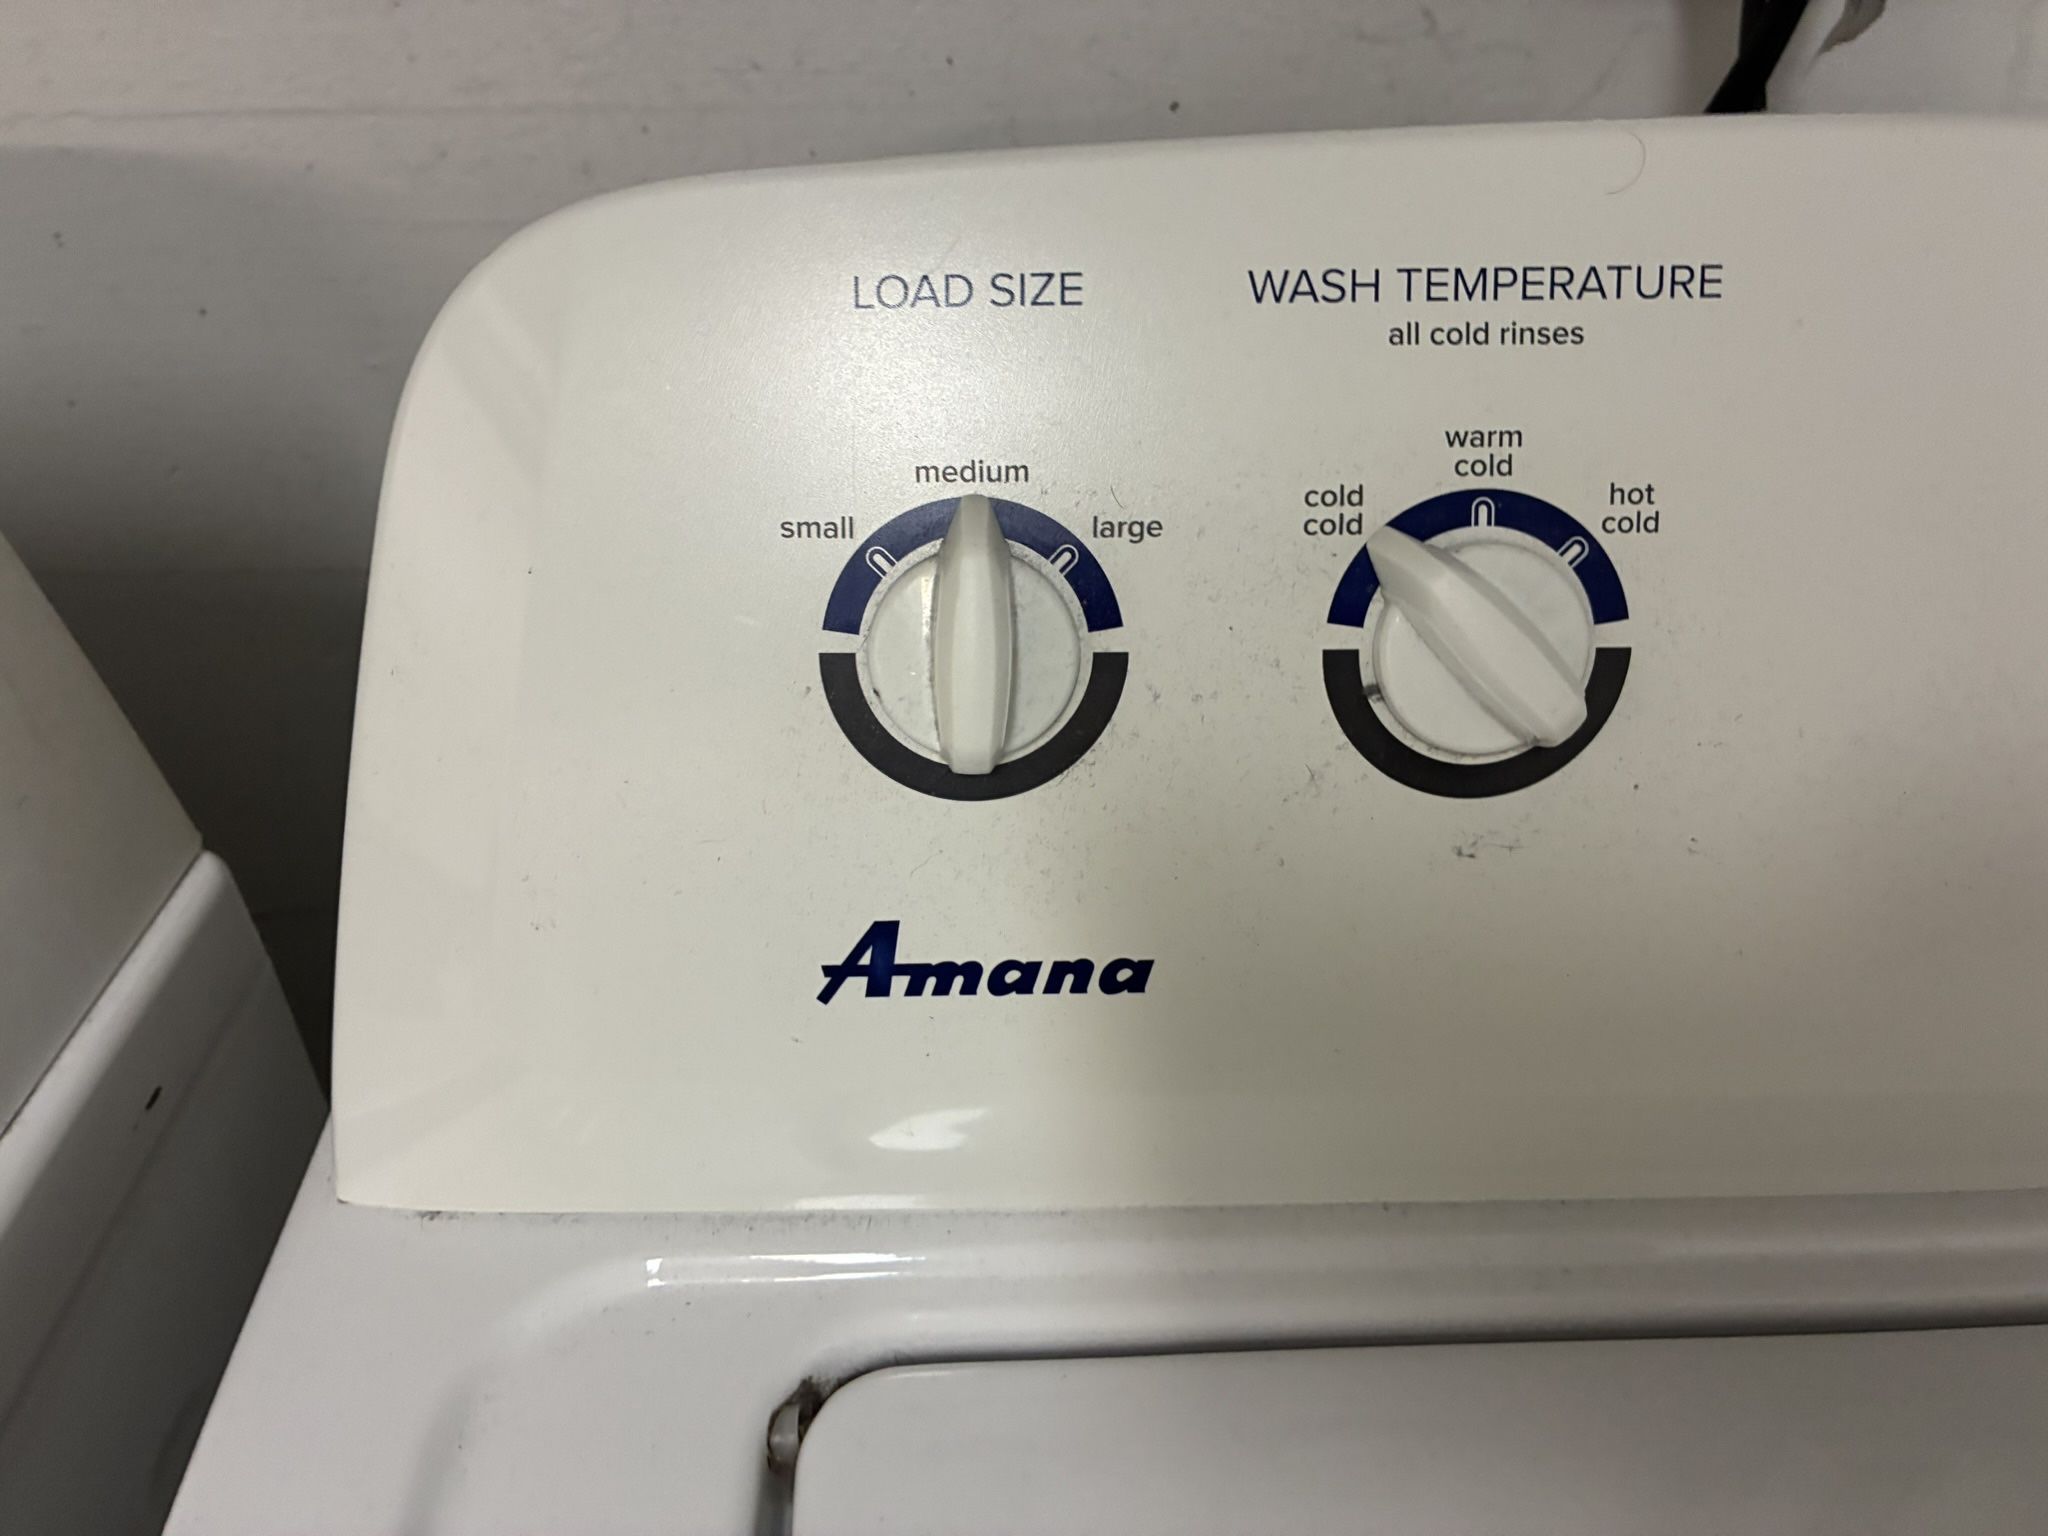 LOAD SIZE
small
medium
large
WASH TEMPERATURE
all cold rinses
cold
cold
warm
cold
hot
cold
Amana